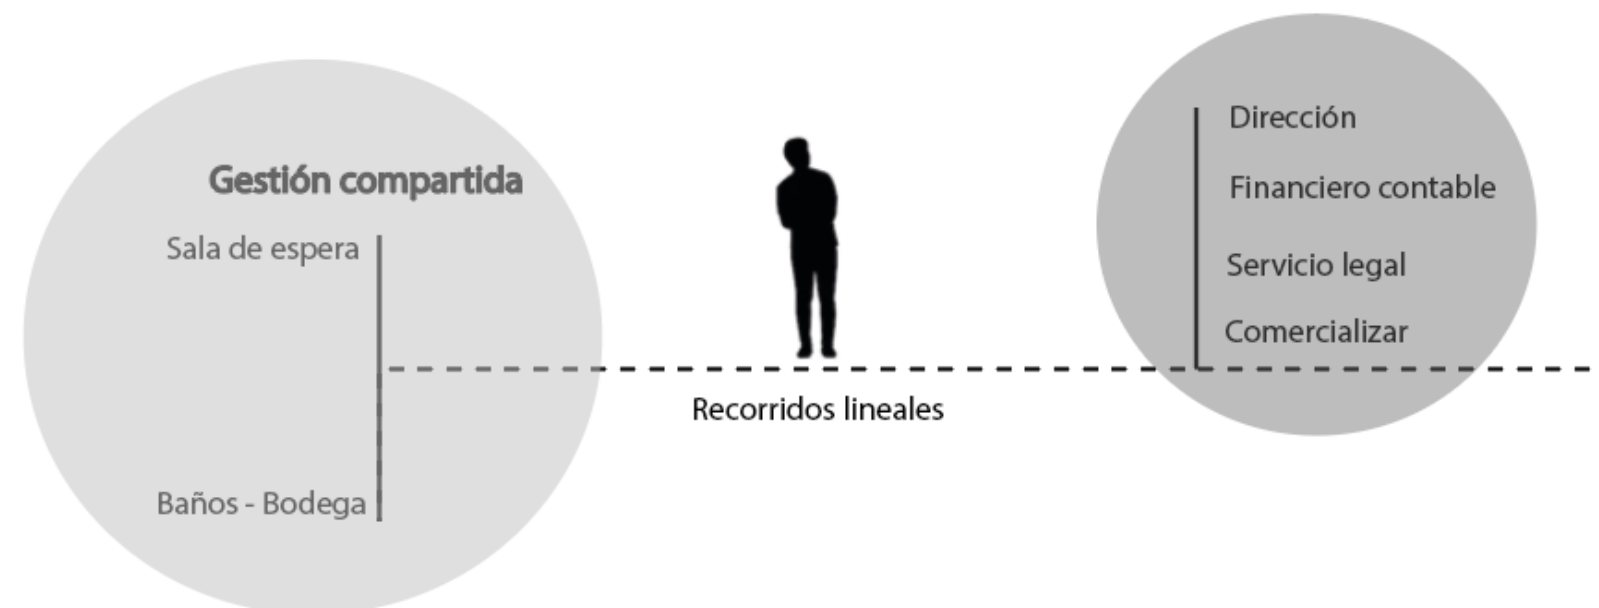 Gestión compartida
Sala de espera
Baños - Bodega
Recorridos lineales
Dirección
Financiero contable
Servicio legal
Comercializar